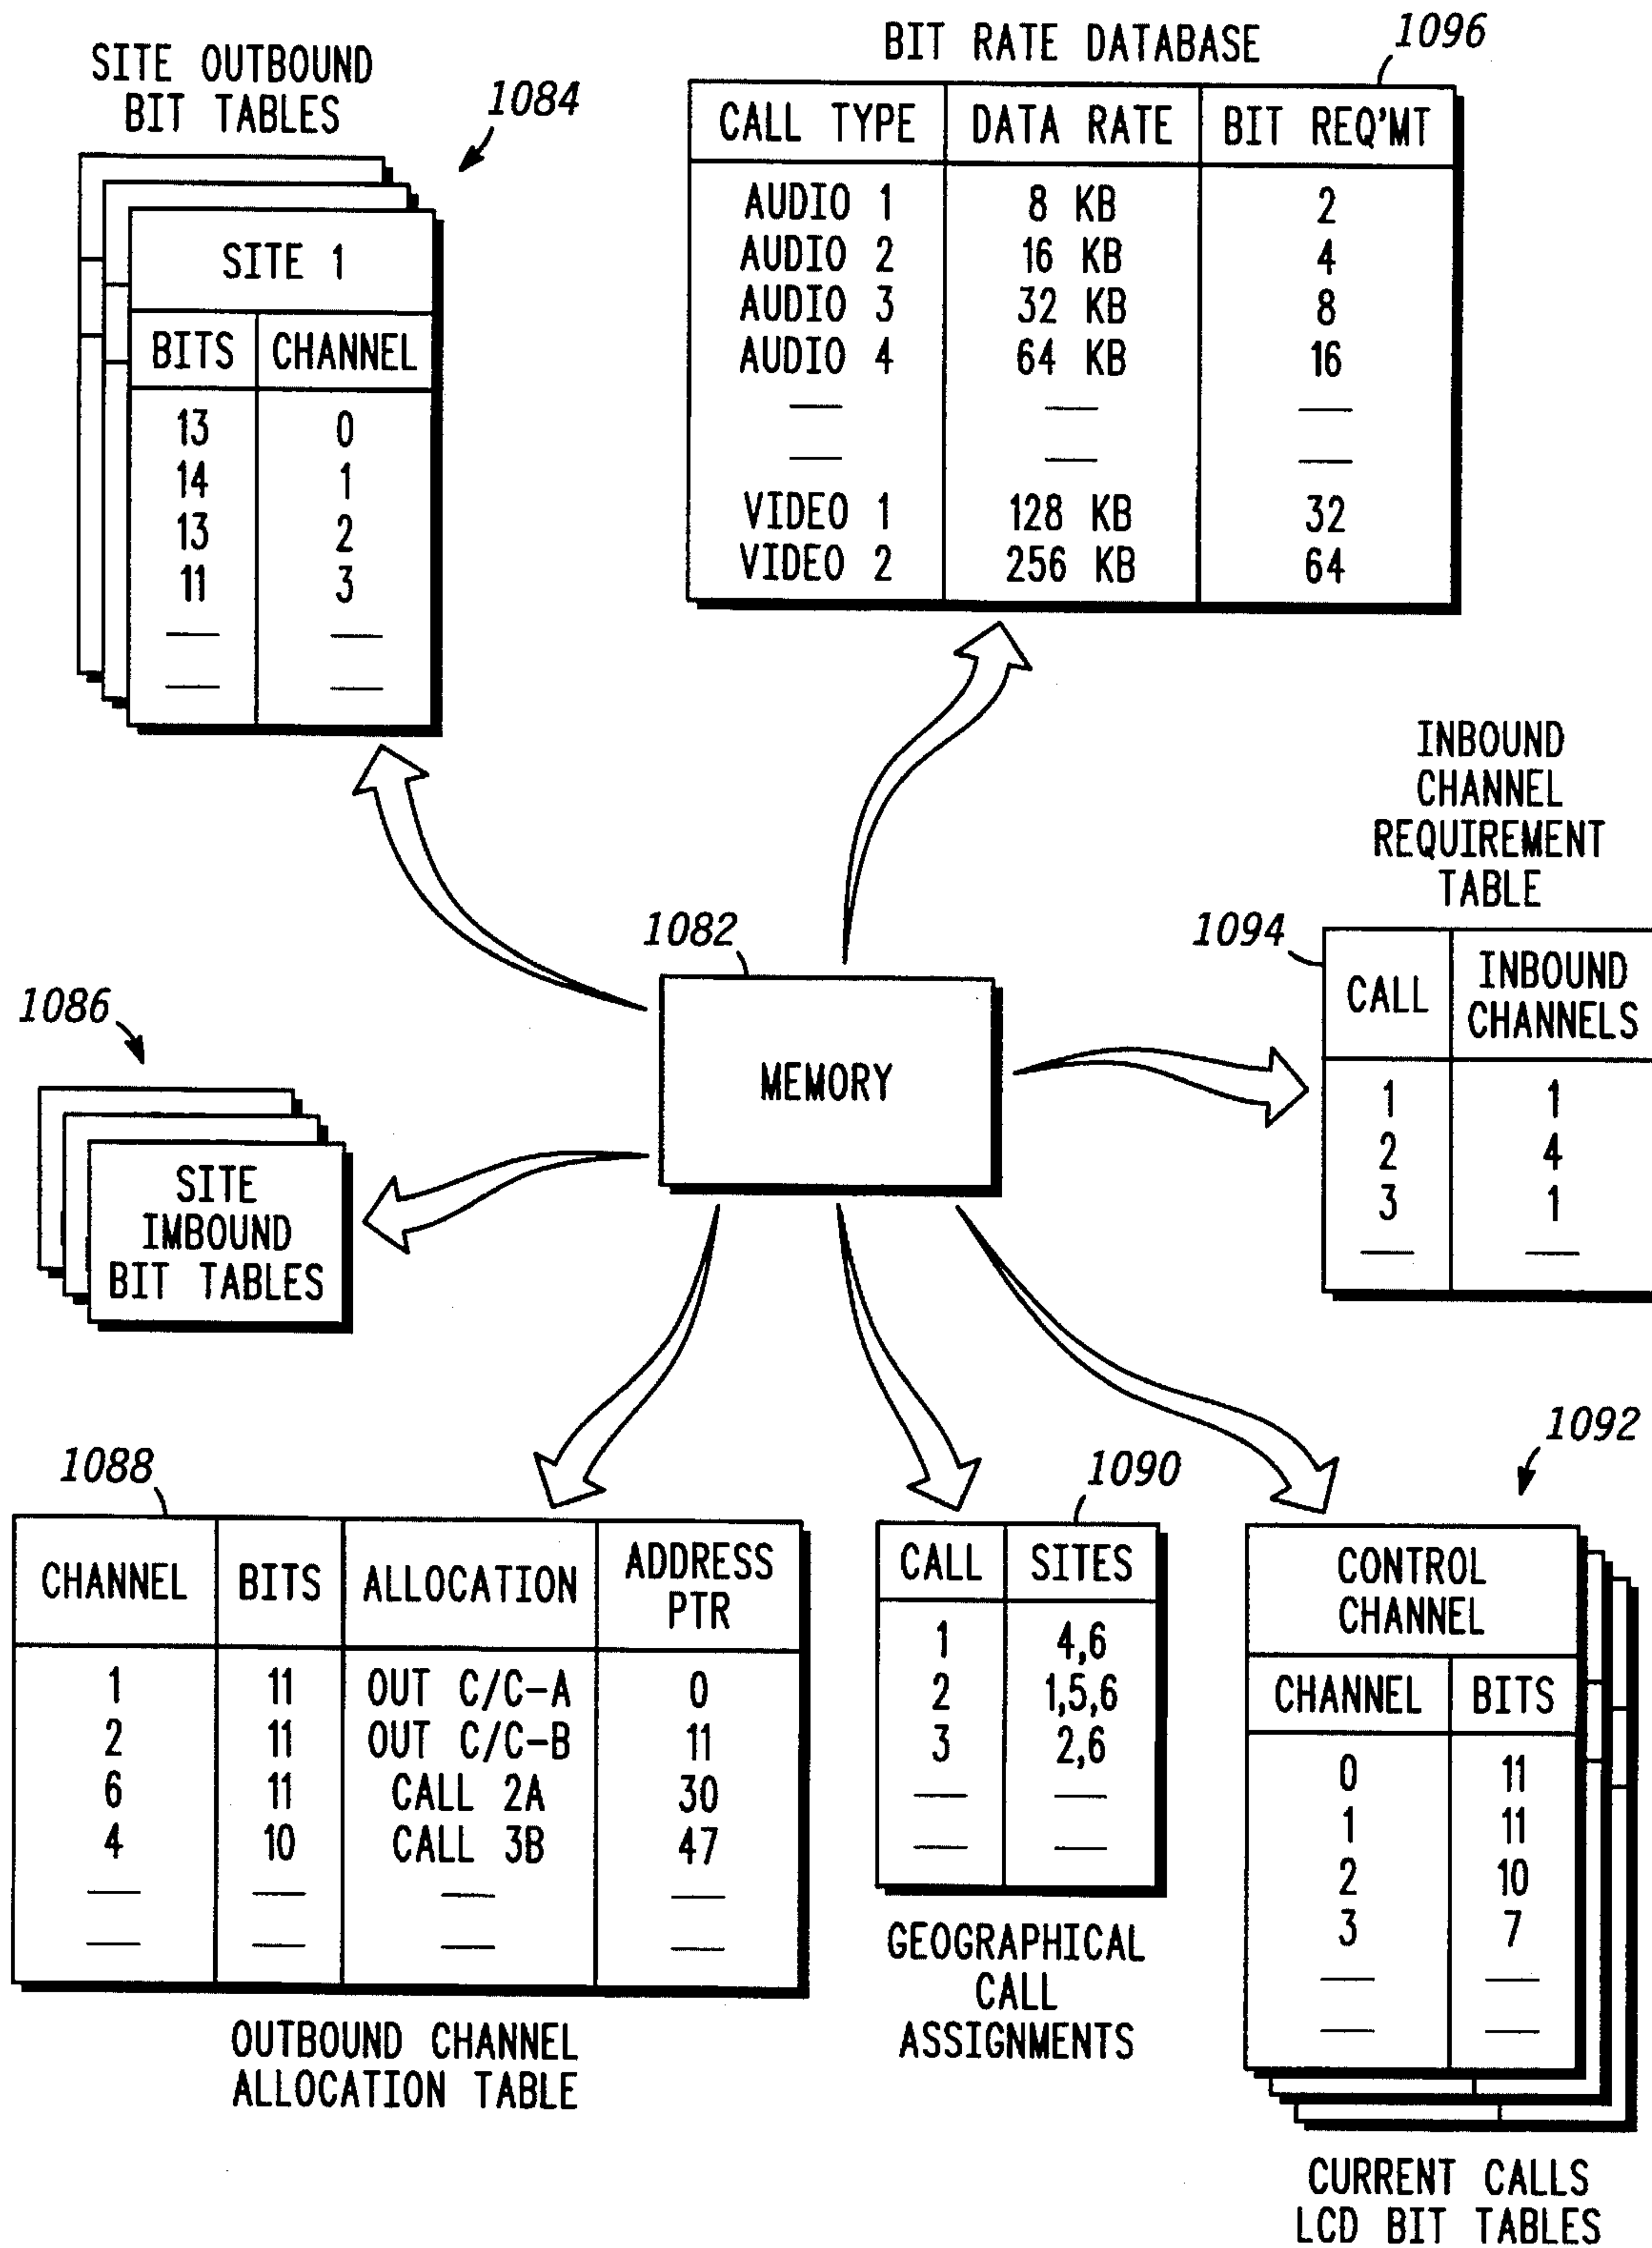 SITE OUTBOUND
BIT TABLES
1084
SITE 1
BITS CHANNEL
13 0
14 1
13 2
11 3
— —
— —
BIT RATE DATABASE
1096
CALL TYPE DATA RATE BIT REQ'MT
AUDIO 1 8 KB 2
AUDIO 2 16 KB 4
AUDIO 3 32 KB 8
AUDIO 4 64 KB 16
— — —
— — —
VIDEO 1 128 KB 32
VIDEO 2 256 KB 64
INBOUND
CHANNEL
REQUIREMENT
TABLE
1094
CALL INBOUND CHANNELS
1 1
2 4
3 1
— —
1082
MEMORY
1086
SITE
IMBOUND
BIT TABLES
1088
CHANNEL BITS ALLOCATION ADDRESS PTR
1 11 OUT C/C-A 0
2 11 OUT C/C-B 11
6 11 CALL 2A 30
4 10 CALL 3B 47
— — — —
— — — —
OUTBOUND CHANNEL
ALLOCATION TABLE
1090
CALL SITES
1 4,6
2 1,5,6
3 2,6
— —
— —
GEOGRAPHICAL
CALL
ASSIGNMENTS
1092
CONTROL
CHANNEL
CHANNEL BITS
0 11
1 11
2 10
3 7
— —
— —
CURRENT CALLS
LCD BIT TABLES